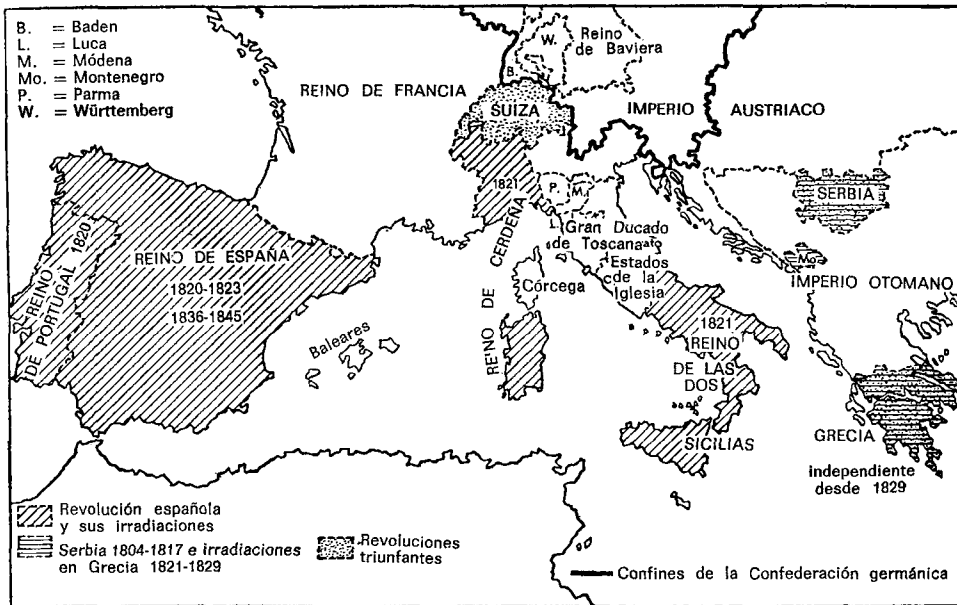 B. = Baden
L. = Luca
M. = Módena
Mo. = Montenegro
P. = Parma
W. = Württemberg
REINO DE FRANCIA
W.
Reino
de Baviera
B.
SUIZA
IMPERIO AUSTRIACO
1821
P.
M.
L.
SERBIA
Mo.
REINO DE CERDEÑA
Gran Ducado
de Toscana
Estados
de la
Iglesia
IMPERIO OTOMANO
REINO
DE PORTUGAL 1820
REINO DE ESPAÑA
1820-1823
1836-1845
Baleares
Córcega
1821
REINO
DE LAS
DOS
SICILIAS
GRECIA
independiente
desde 1829
Revolución española
y sus irradiaciones
Serbia 1804-1817 e irradiaciones
en Grecia 1821-1829
Revoluciones
triunfantes
Confines de la Confederación germánica